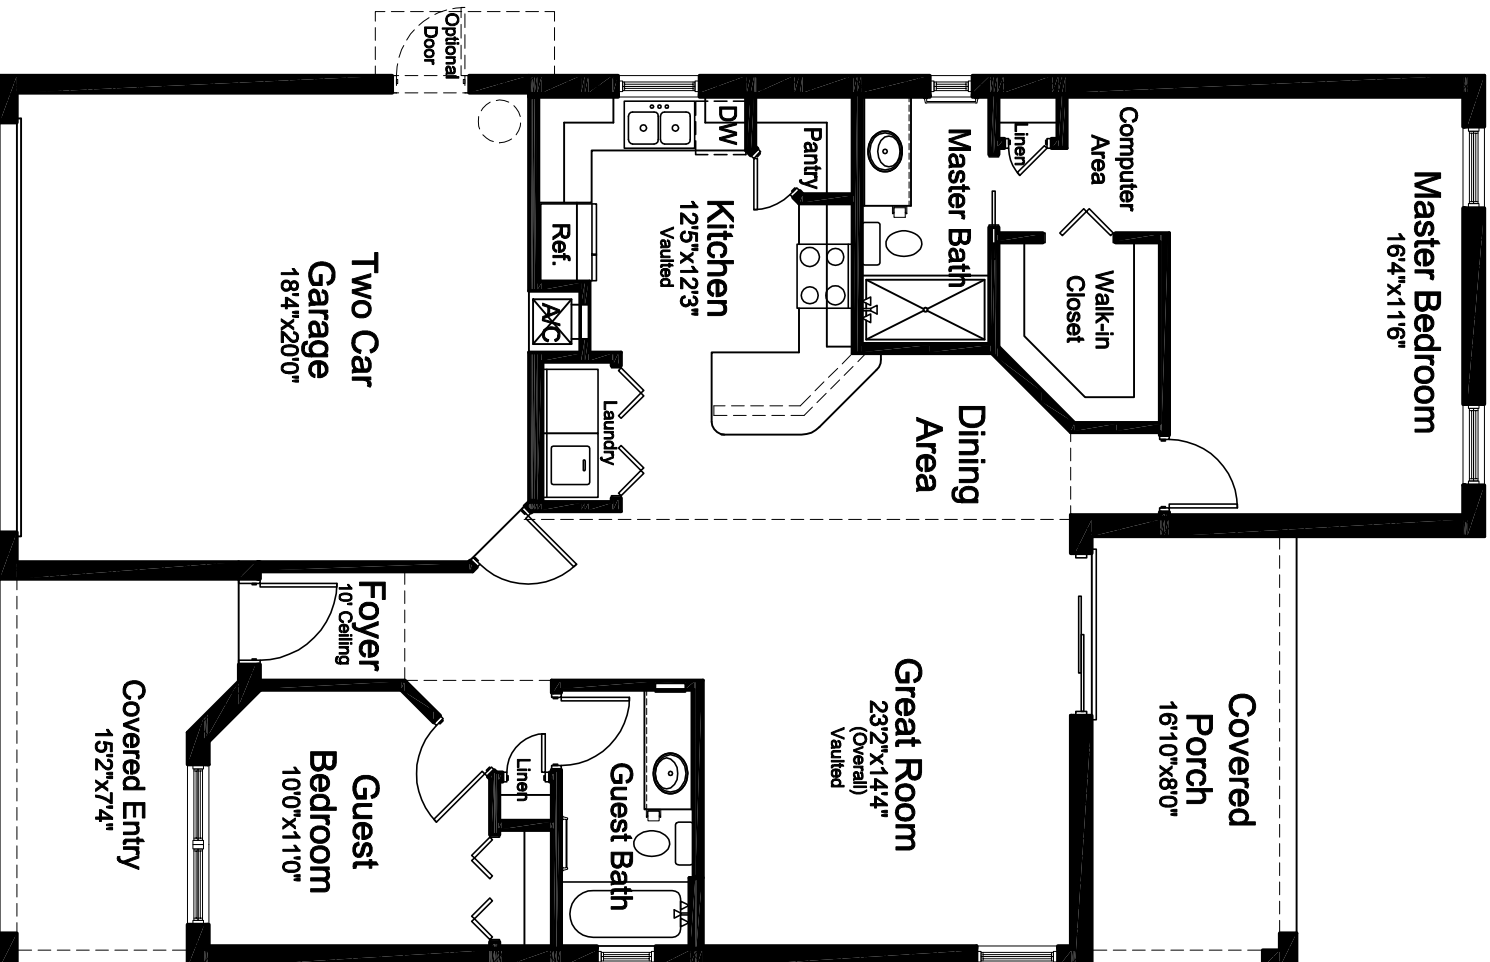 Optional
Door
Two Car
Garage
18'4"x20'0"
DW
Pantry
Ref.
Kitchen
12'5"x12'3"
Vaulted
A/C
Laundry
Master Bath
Linen
Computer
Area
Walk-in
Closet
Master Bedroom
16'4"x11'6"
Dining
Area
Foyer
10' Ceiling
Covered Entry
15'2"x7'4"
Guest
Bedroom
10'0"x11'0"
Linen
Guest Bath
Great Room
23'2"x14'4"
(Overall)
Vaulted
Covered
Porch
16'10"x8'0"